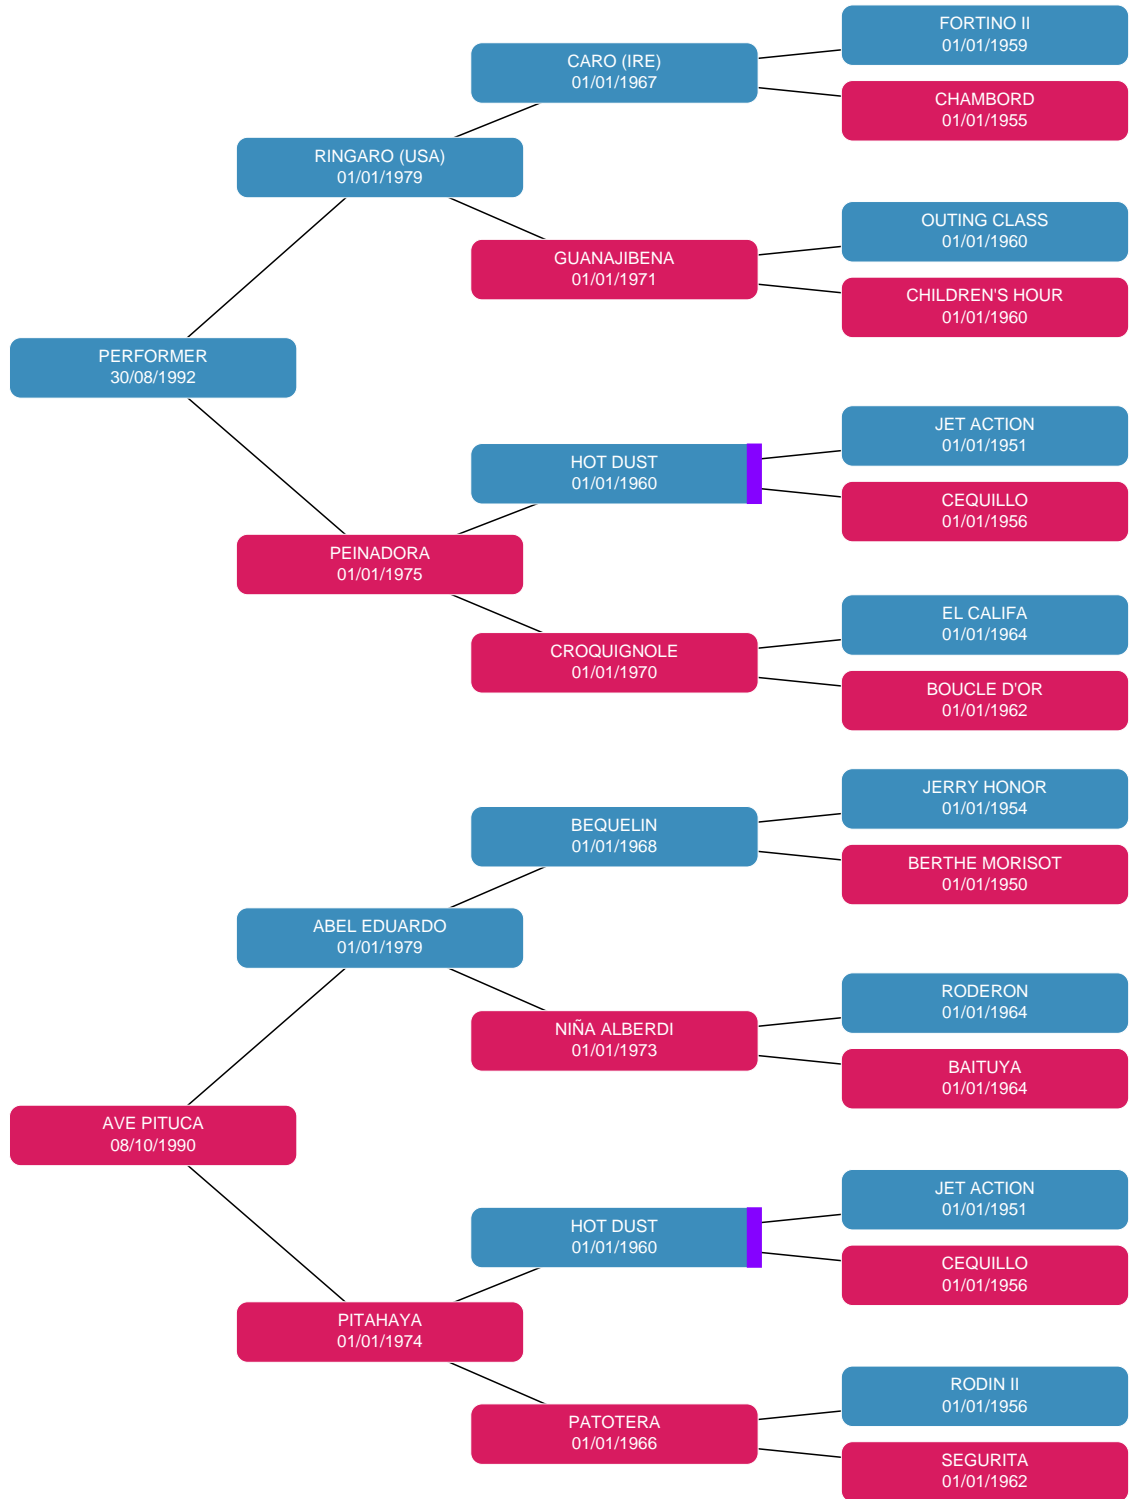 FORTINO II
01/01/1959
CARO (IRE)
01/01/1967
CHAMBORD
01/01/1955
RINGARO (USA)
01/01/1979
OUTING CLASS
01/01/1960
GUANAJIBENA
01/01/1971
CHILDREN'S HOUR
01/01/1960
PERFORMER
30/08/1992
JET ACTION
01/01/1951
HOT DUST
01/01/1960
CEQUILLO
01/01/1956
PEINADORA
01/01/1975
EL CALIFA
01/01/1964
CROQUIGNOLE
01/01/1970
BOUCLE D'OR
01/01/1962
JERRY HONOR
01/01/1954
BEQUELIN
01/01/1968
BERTHE MORISOT
01/01/1950
ABEL EDUARDO
01/01/1979
RODERON
01/01/1964
NIÑA ALBERDI
01/01/1973
BAITUYA
01/01/1964
AVE PITUCA
08/10/1990
JET ACTION
01/01/1951
HOT DUST
01/01/1960
CEQUILLO
01/01/1956
PITAHAYA
01/01/1974
RODIN II
01/01/1956
PATOTERA
01/01/1966
SEGURITA
01/01/1962